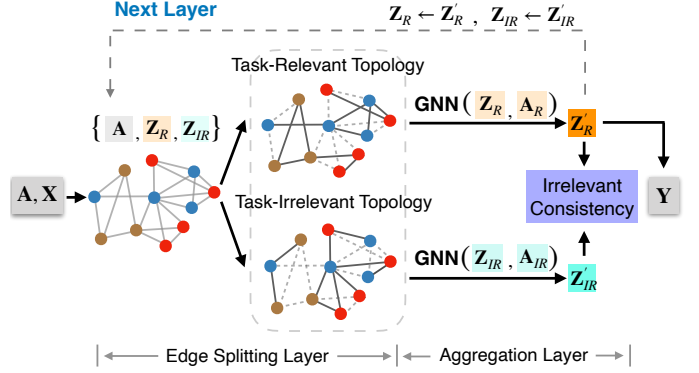 Next Layer
Z_R ← Z'_R , Z_IR ← Z'_IR
Task-Relevant Topology
{ A , Z_R , Z_IR }
GNN( Z_R , A_R )
Z'_R
A, X
Task-Irrelevant Topology
Irrelevant
Consistency
Y
GNN( Z_IR , A_IR )
Z'_IR
Edge Splitting Layer
Aggregation Layer